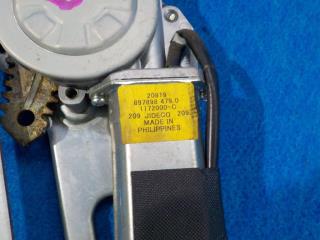 20919
897898 479.0
1172000-C
209 JIDECO 209
MADE IN
PHILIPPINES